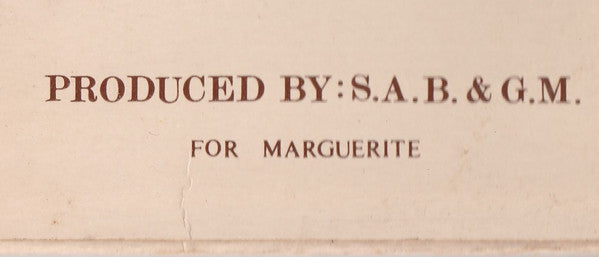 PRODUCED BY: S.A.B. & G.M.
FOR MARGUERITE